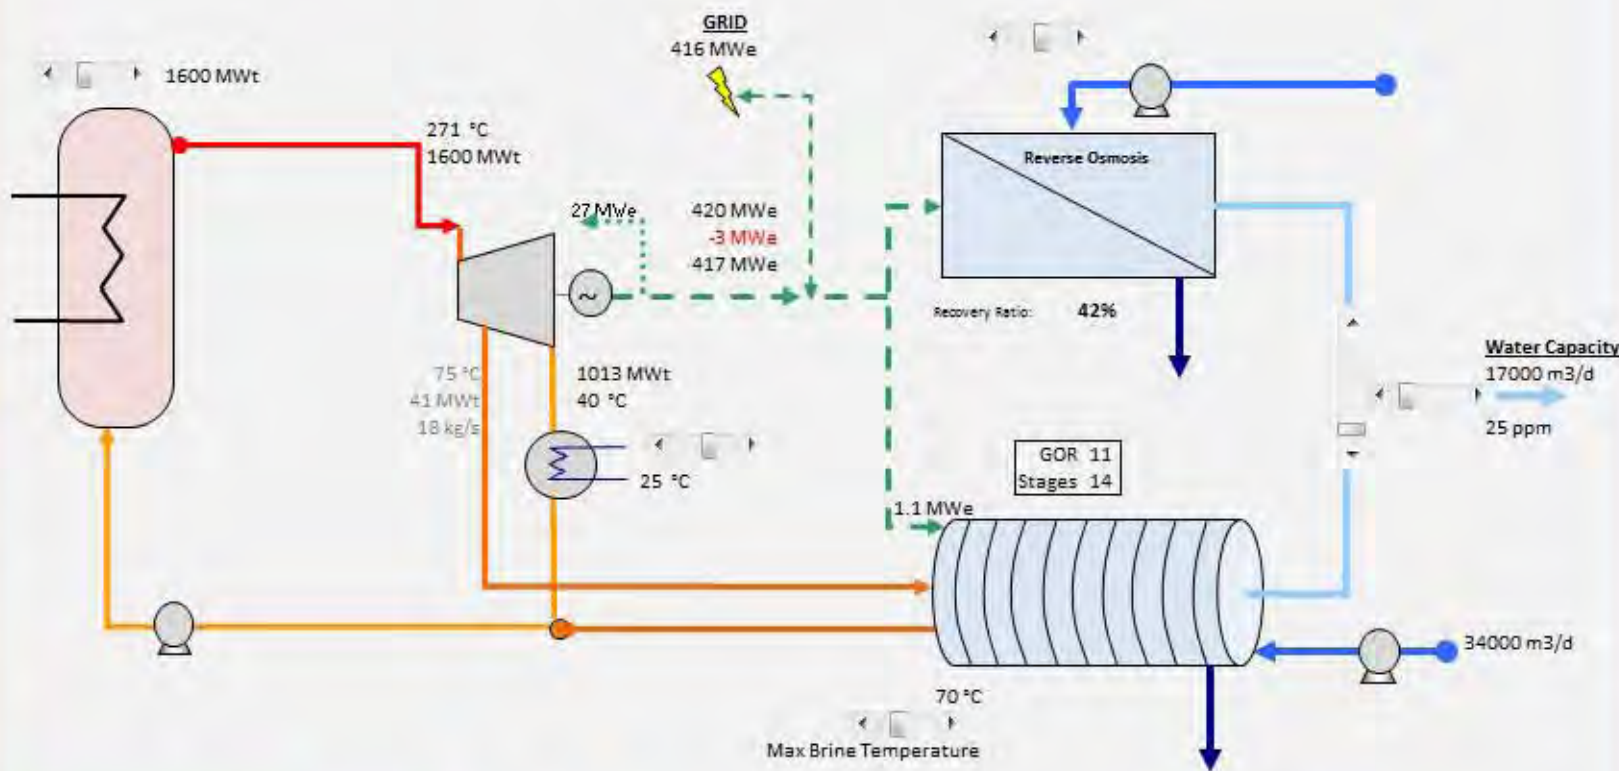 GRID
416 MWe
1600 MWt
271 °C
1600 MWt
27 MWe
420 MWe
-3 MWe
417 MWe
~
Reverse Osmosis
Recovery Ratio: 42%
Water Capacity
17000 m3/d
25 ppm
75 °C
41 MWt
18 kg/s
1013 MWt
40 °C
25 °C
GOR 11
Stages 14
1.1 MWe
34000 m3/d
70 °C
Max Brine Temperature